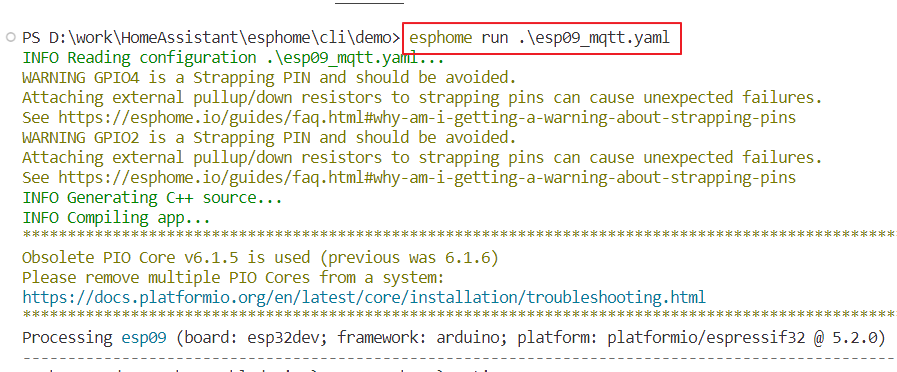 PS D:\work\HomeAssistant\esphome\cli\demo> esphome run .\esp09_mqtt.yaml
INFO Reading configuration .\esp09_mqtt.yaml...
WARNING GPIO4 is a Strapping PIN and should be avoided.
Attaching external pullup/down resistors to strapping pins can cause unexpected failures.
See https://esphome.io/guides/faq.html#why-am-i-getting-a-warning-about-strapping-pins
WARNING GPIO2 is a Strapping PIN and should be avoided.
Attaching external pullup/down resistors to strapping pins can cause unexpected failures.
See https://esphome.io/guides/faq.html#why-am-i-getting-a-warning-about-strapping-pins
INFO Generating C++ source...
INFO Compiling app...
*************************************************************************************************
Obsolete PIO Core v6.1.5 is used (previous was 6.1.6)
Please remove multiple PIO Cores from a system:
https://docs.platformio.org/en/latest/core/installation/troubleshooting.html
*************************************************************************************************
Processing esp09 (board: esp32dev; framework: arduino; platform: platformio/espressif32 @ 5.2.0)
-------------------------------------------------------------------------------------------------